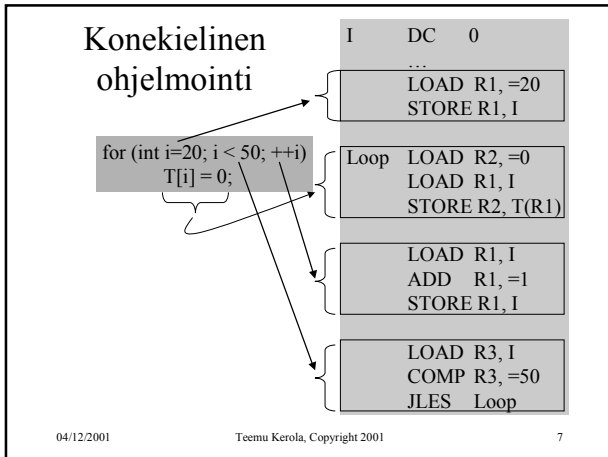 Konekielinen
ohjelmointi
for (int i=20; i < 50; ++i)
T[i] = 0;
I DC 0
…
LOAD R1, =20
STORE R1, I
Loop LOAD R2, =0
LOAD R1, I
STORE R2, T(R1)
LOAD R1, I
ADD R1, =1
STORE R1, I
LOAD R3, I
COMP R3, =50
JLES Loop
04/12/2001 Teemu Kerola, Copyright 2001 7